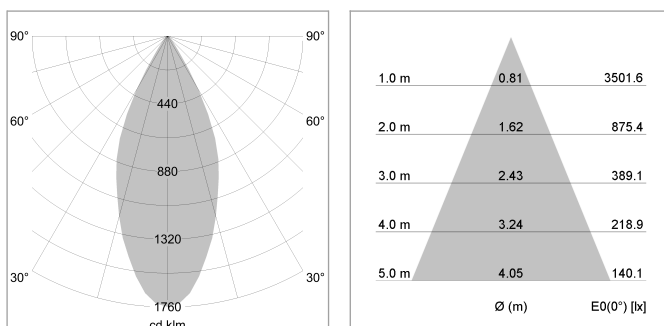 90° 90°
440
60° 60°
880
1320
30° 30°
1760
cd klm
1.0 m 0.81 3501.6
2.0 m 1.62 875.4
3.0 m 2.43 389.1
4.0 m 3.24 218.9
5.0 m 4.05 140.1
Ø (m) E0(0°) [lx]